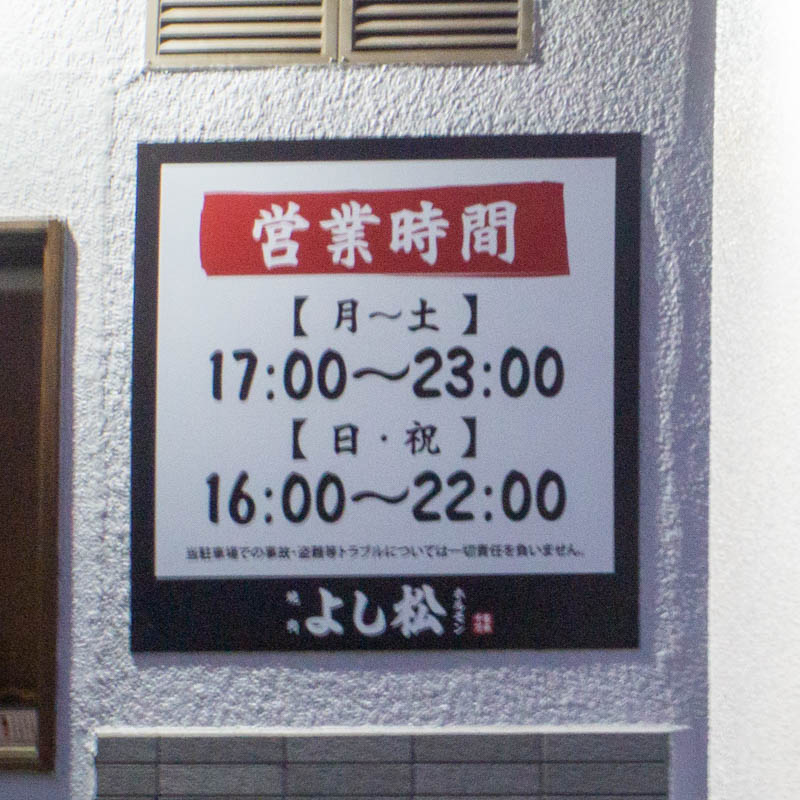 営業時間
【 月〜土 】
17:00〜23:00
【 日・祝 】
16:00〜22:00
当駐車場での事故・盗難等トラブルについては一切責任を負いません。
焼肉 よし松 ホルモン